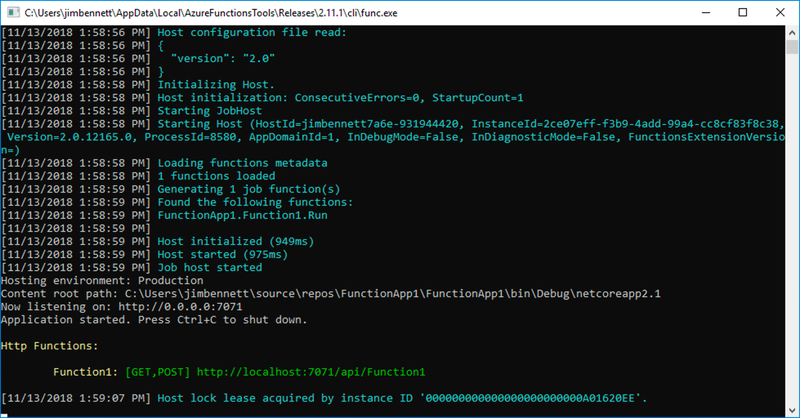 C:\Users\jimbennett\AppData\Local\AzureFunctionsTools\Releases\2.11.1\cli\func.exe
[11/13/2018 1:58:56 PM] Host configuration file read:
[11/13/2018 1:58:56 PM] {
[11/13/2018 1:58:56 PM]   "version": "2.0"
[11/13/2018 1:58:56 PM] }
[11/13/2018 1:58:58 PM] Initializing Host.
[11/13/2018 1:58:58 PM] Host initialization: ConsecutiveErrors=0, StartupCount=1
[11/13/2018 1:58:58 PM] Starting JobHost
[11/13/2018 1:58:58 PM] Starting Host (HostId=jimbennett7a6e-931944420, InstanceId=2ce07eff-f3b9-4add-99a4-cc8cf83f8c38,
 Version=2.0.12165.0, ProcessId=8580, AppDomainId=1, InDebugMode=False, InDiagnosticMode=False, FunctionsExtensionVersio
n=)
[11/13/2018 1:58:58 PM] Loading functions metadata
[11/13/2018 1:58:58 PM] 1 functions loaded
[11/13/2018 1:58:59 PM] Generating 1 job function(s)
[11/13/2018 1:58:59 PM] Found the following functions:
[11/13/2018 1:58:59 PM] FunctionApp1.Function1.Run
[11/13/2018 1:58:59 PM]
[11/13/2018 1:58:59 PM] Host initialized (949ms)
[11/13/2018 1:58:59 PM] Host started (975ms)
[11/13/2018 1:58:59 PM] Job host started
Hosting environment: Production
Content root path: C:\Users\jimbennett\source\repos\FunctionApp1\FunctionApp1\bin\Debug\netcoreapp2.1
Now listening on: http://0.0.0.0:7071
Application started. Press Ctrl+C to shut down.
Http Functions:
Function1: [GET,POST] http://localhost:7071/api/Function1
[11/13/2018 1:59:07 PM] Host lock lease acquired by instance ID '000000000000000000000000A01620EE'.